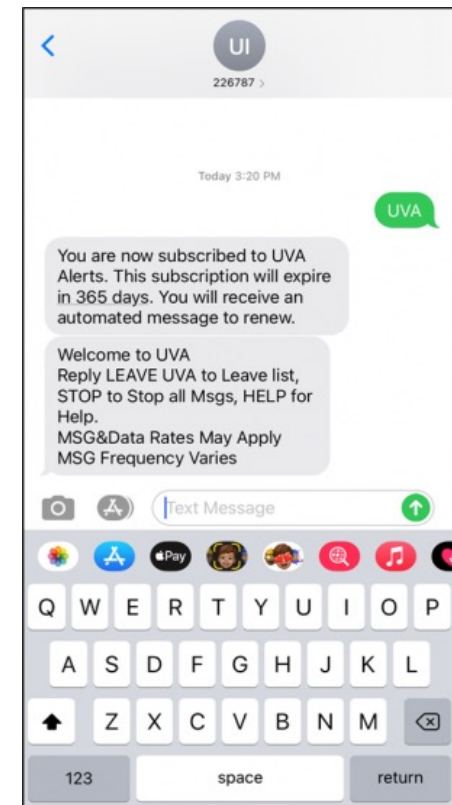 UI
226787 >
Today 3:20 PM
UVA
You are now subscribed to UVA
Alerts. This subscription will expire
in 365 days. You will receive an
automated message to renew.
Welcome to UVA
Reply LEAVE UVA to Leave list,
STOP to Stop all Msgs, HELP for
Help.
MSG&Data Rates May Apply
MSG Frequency Varies
Text Message
Pay
Q W E R T Y U I O P
A S D F G H J K L
Z X C V B N M
123 space return